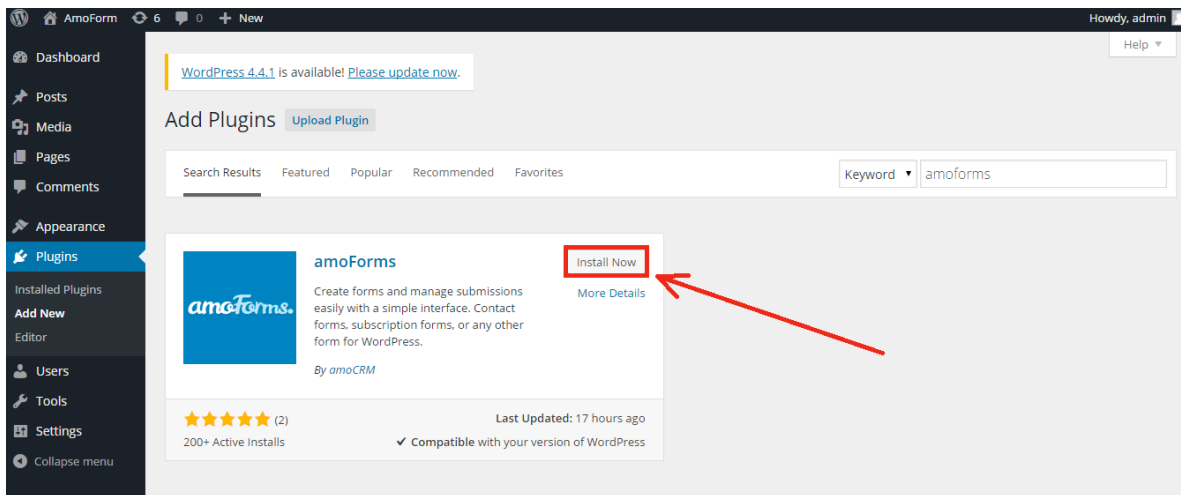 AmoForm 6 0 + New Howdy, admin
Help ▼
Dashboard
Posts
Media
Pages
Comments
Appearance
Plugins
Installed Plugins
Add New
Editor
Users
Tools
Settings
Collapse menu
WordPress 4.4.1 is available! Please update now.
Add Plugins Upload Plugin
Search Results Featured Popular Recommended Favorites Keyword ▼ amoforms
amoForms.
amoForms
Install Now
More Details
Create forms and manage submissions
easily with a simple interface. Contact
forms, subscription forms, or any other
form for WordPress.
By amoCRM
(2)
200+ Active Installs
Last Updated: 17 hours ago
✔ Compatible with your version of WordPress